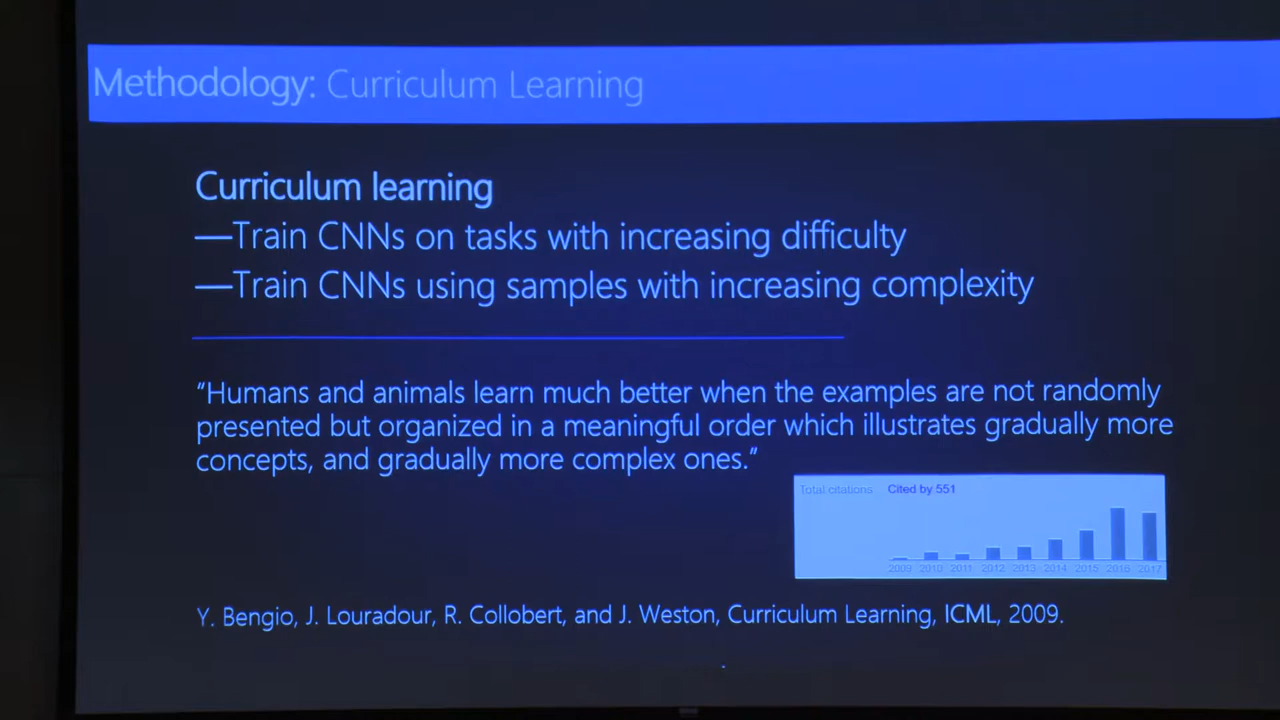 Methodology: Curriculum Learning
Curriculum learning
—Train CNNs on tasks with increasing difficulty
—Train CNNs using samples with increasing complexity
“Humans and animals learn much better when the examples are not randomly
presented but organized in a meaningful order which illustrates gradually more
concepts, and gradually more complex ones.”
Total citations Cited by 551
2009 2010 2011 2012 2013 2014 2015 2016 2017
Y. Bengio, J. Louradour, R. Collobert, and J. Weston, Curriculum Learning, ICML, 2009.